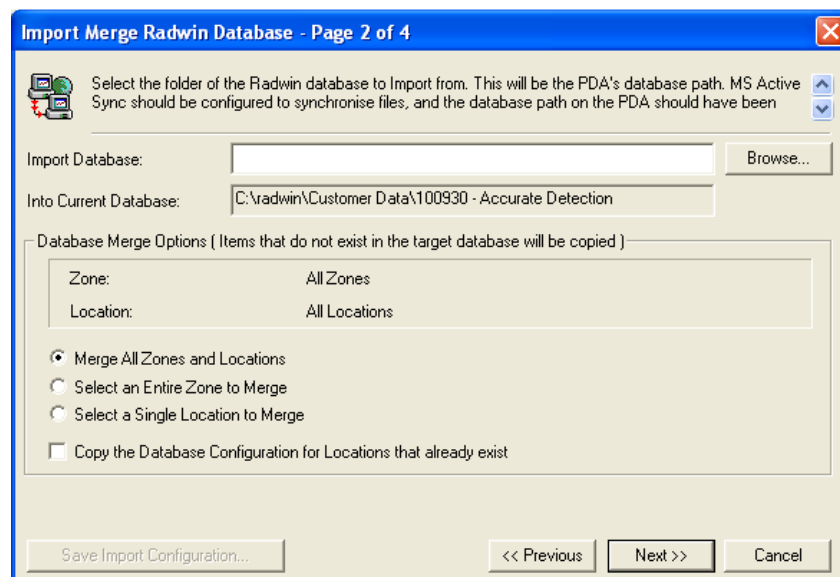 Import Merge Radwin Database - Page 2 of 4
Select the folder of the Radwin database to Import from. This will be the PDA's database path. MS Active
Sync should be configured to synchronise files, and the database path on the PDA should have been
Import Database:
Browse...
Into Current Database:
C:\radwin\Customer Data\100930 - Accurate Detection
Database Merge Options ( Items that do not exist in the target database will be copied )
Zone: All Zones
Location: All Locations
Merge All Zones and Locations
Select an Entire Zone to Merge
Select a Single Location to Merge
Copy the Database Configuration for Locations that already exist
Save Import Configuration...
<< Previous
Next >>
Cancel